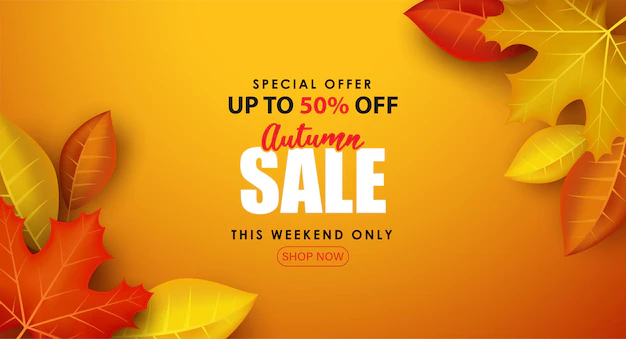 SPECIAL OFFER
UP TO 50% OFF
Autumn
SALE
THIS WEEKEND ONLY
SHOP NOW